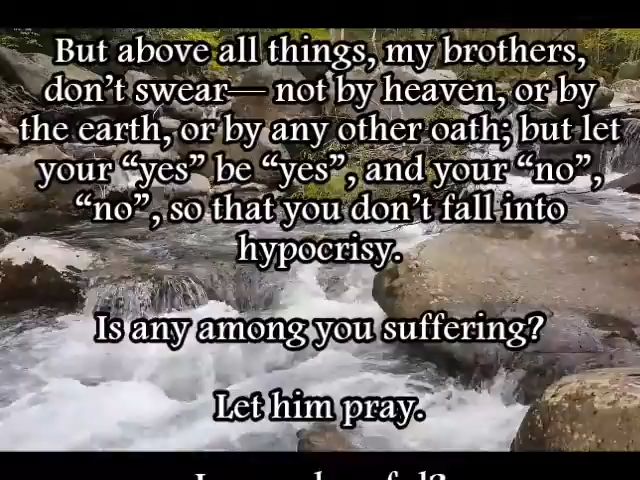 But above all things, my brothers,
don't swear— not by heaven, or by
the earth, or by any other oath; but let
your “yes” be “yes”, and your “no”,
“no”, so that you don't fall into
hypocrisy.
Is any among you suffering?
Let him pray.